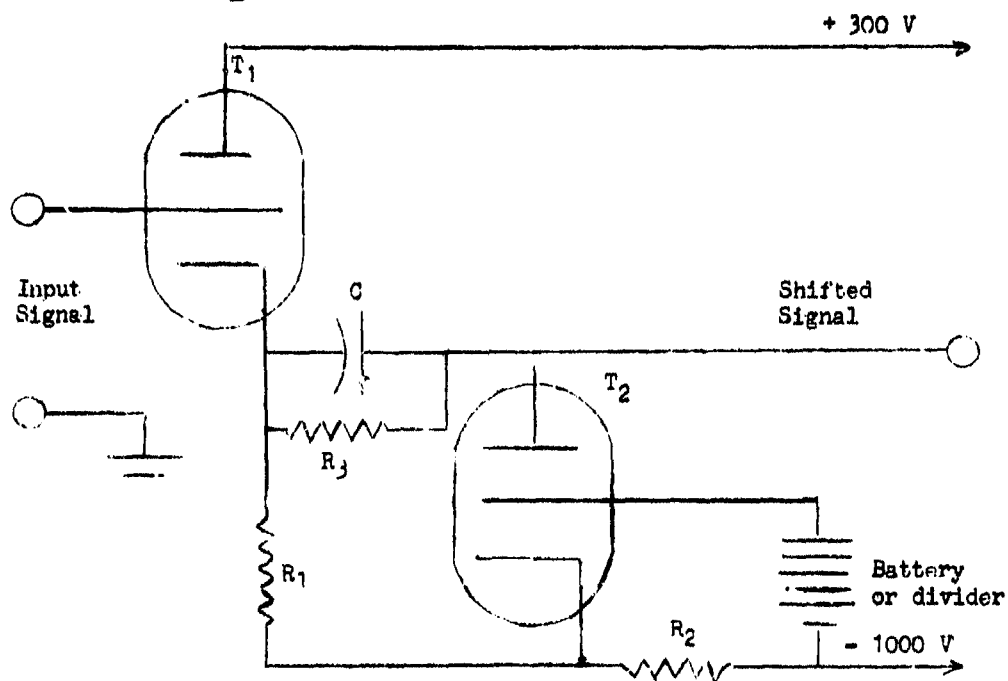 + 300 V
T1
Input
Signal
C
Shifted
Signal
T2
R3
R1
Battery
or divider
R2
- 1000 V